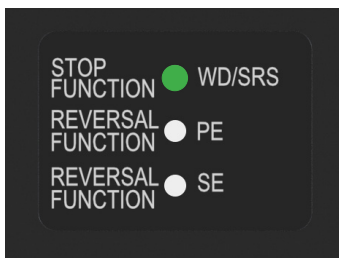 STOP
FUNCTION WD/SRS
REVERSAL
FUNCTION PE
REVERSAL
FUNCTION SE